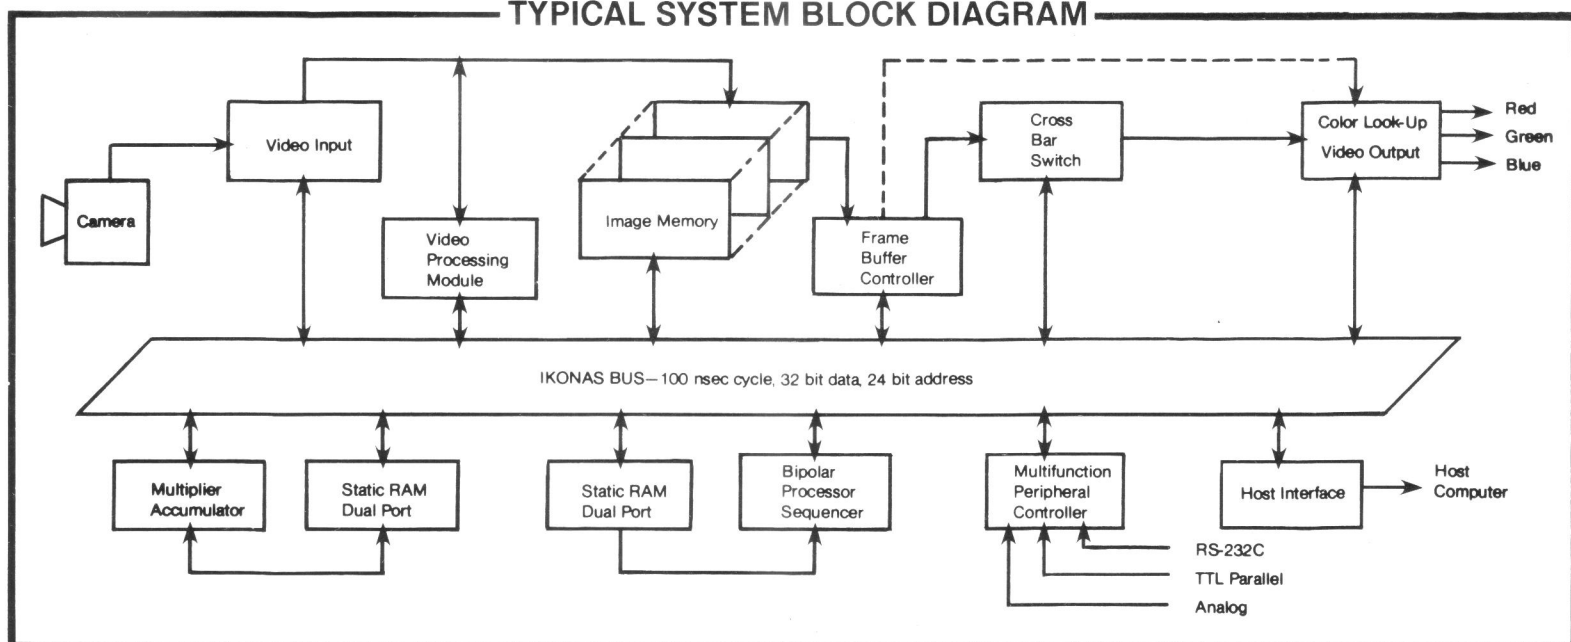 TYPICAL SYSTEM BLOCK DIAGRAM
Video Input
Camera
Video
Processing
Module
Image Memory
Frame
Buffer
Controller
Cross
Bar
Switch
Color Look-Up
Video Output
Red
Green
Blue
IKONAS BUS—100 nsec cycle, 32 bit data, 24 bit address
Multiplier
Accumulator
Static RAM
Dual Port
Static RAM
Dual Port
Bipolar
Processor
Sequencer
Multifunction
Peripheral
Controller
Host Interface
Host
Computer
RS-232C
TTL Parallel
Analog